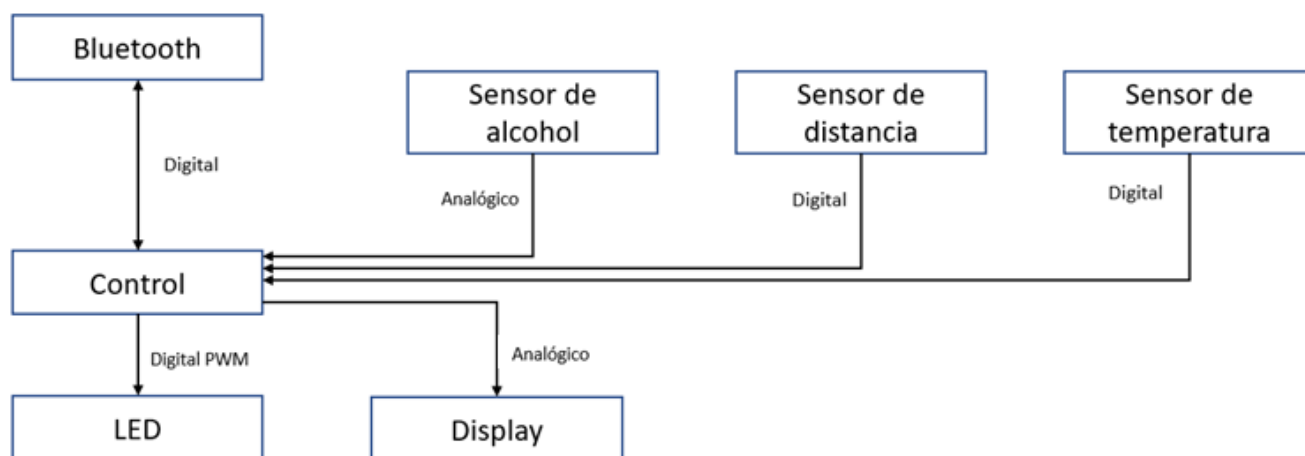 Bluetooth
Sensor de
alcohol
Sensor de
distancia
Sensor de
temperatura
Digital
Analógico
Digital
Digital
Control
Digital PWM
Analógico
LED
Display